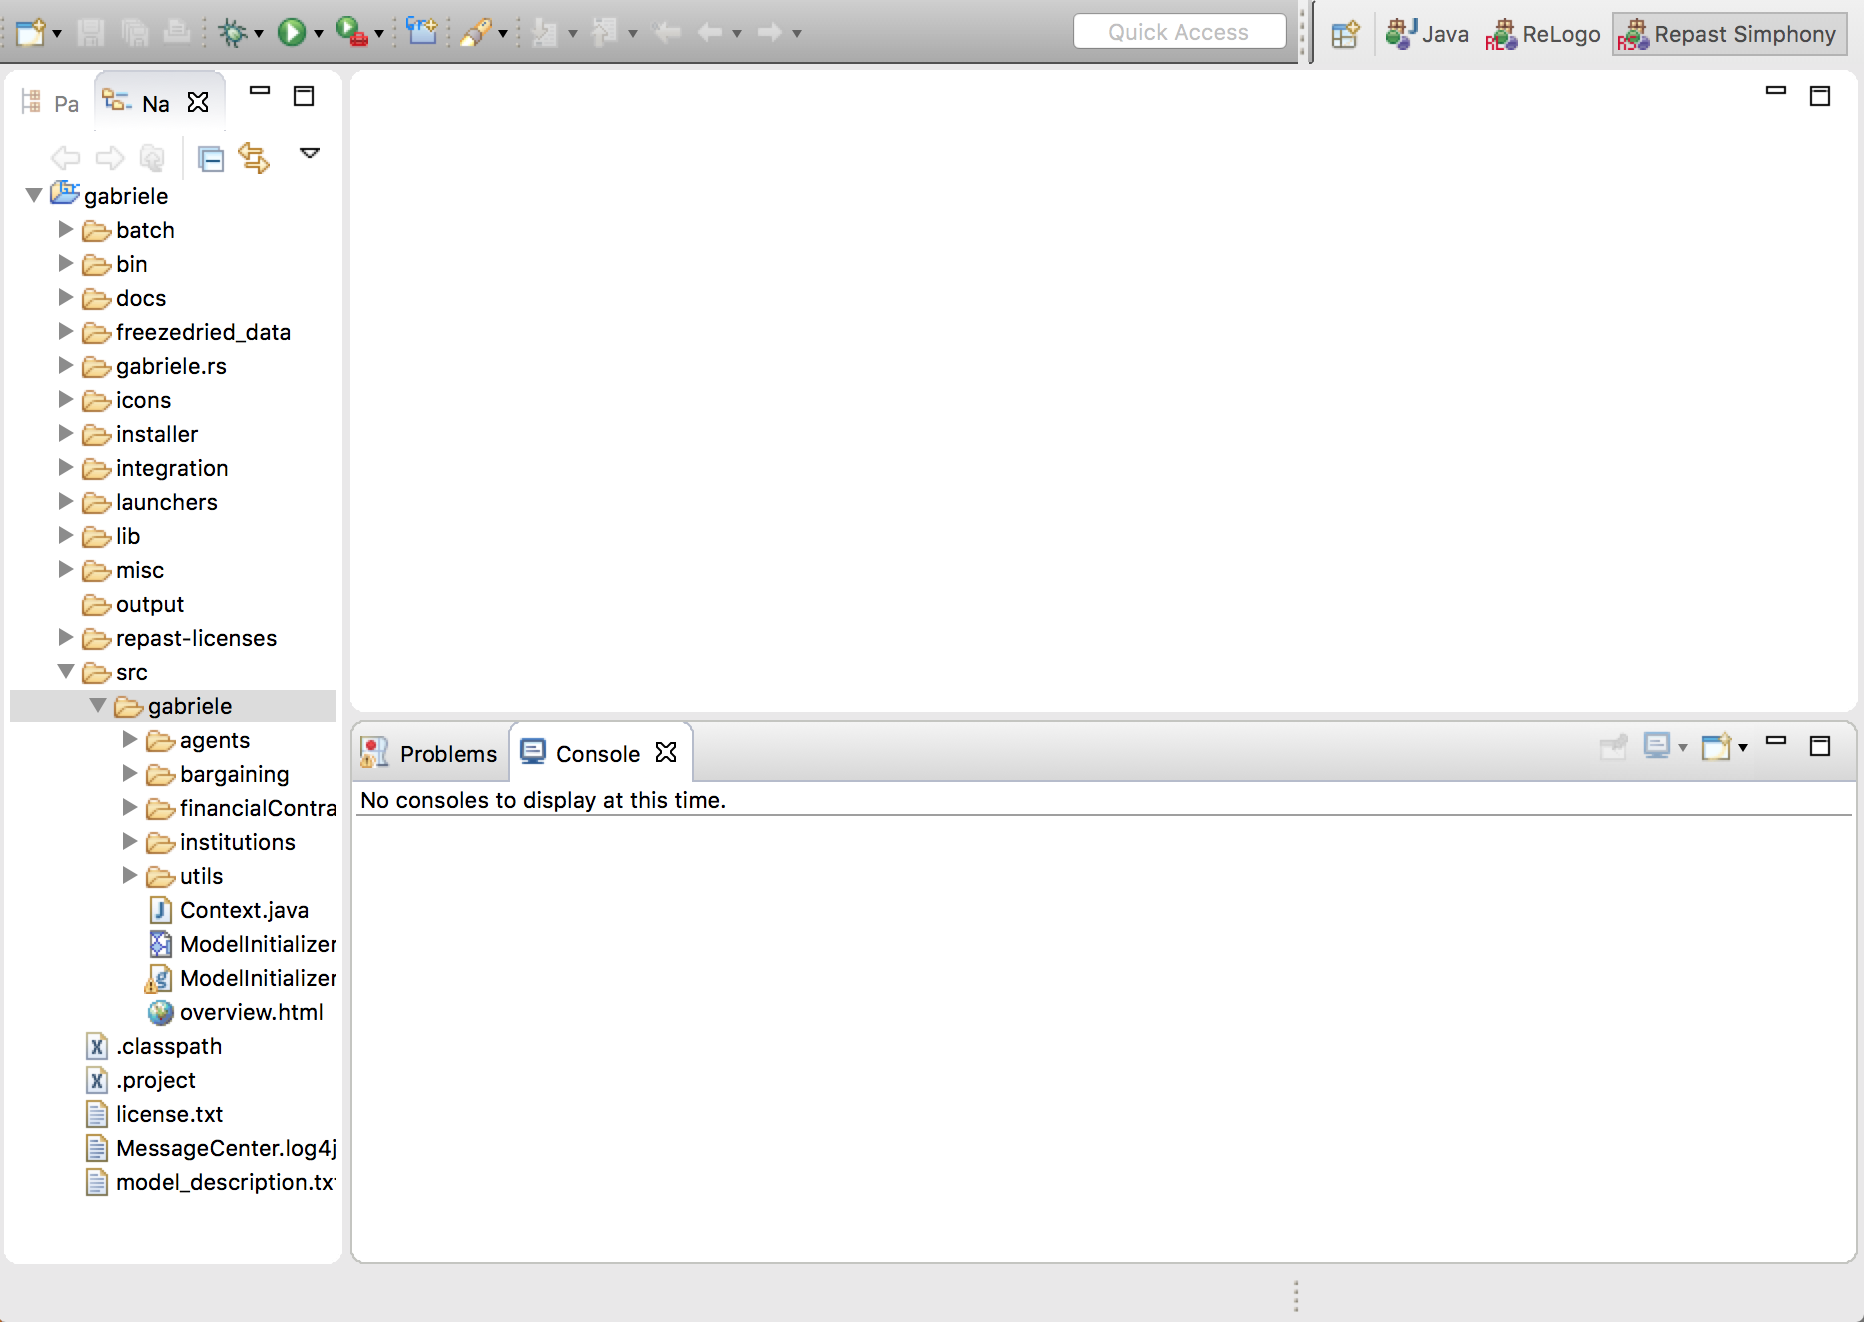 Quick Access
Java
ReLogo
Repast Simphony
Pa
Na
gabriele
batch
bin
docs
freezedried_data
gabriele.rs
icons
installer
integration
launchers
lib
misc
output
repast-licenses
src
gabriele
agents
bargaining
financialContra
institutions
utils
Context.java
ModelInitializer
ModelInitializer
overview.html
.classpath
.project
license.txt
MessageCenter.log4j
model_description.tx
Problems
Console
No consoles to display at this time.